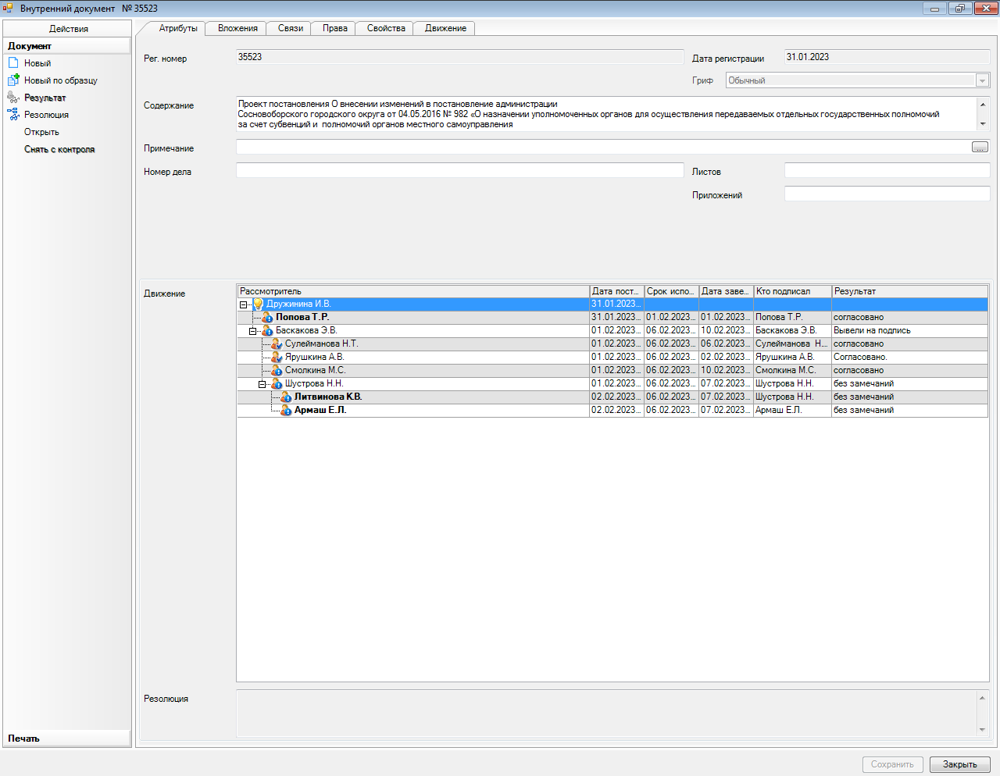 Внутренний документ № 35523
Действия
Документ
Новый
Новый по образцу
Результат
Резолюция
Открыть
Снять с контроля
Печать
Атрибуты Вложения Связи Права Свойства Движение
Рег. номер 35523 Дата регистрации 31.01.2023
Гриф Обычный
Содержание
Проект постановления О внесении изменений в постановление администрации
Сосновоборского городского округа от 04.05.2016 № 982 «О назначении уполномоченных органов для осуществления передаваемых отдельных государственных полномочий
за счет субвенций и полномочий органов местного самоуправления
Примечание ...
Номер дела Листов
Приложений
Движение
Рассмотритель Дата пост... Срок испо... Дата заве... Кто подписал Результат
Дружинина И.В. 31.01.2023...
Попова Т.Р. 31.01.2023... 01.02.2023... 01.02.2023... Попова Т.Р. согласовано
Баскакова Э.В. 01.02.2023... 06.02.2023... 10.02.2023... Баскакова Э.В. Вывели на подпись
Сулейманова Н.Т. 01.02.2023... 06.02.2023... 06.02.2023... Сулейманова Н... согласовано
Ярушкина А.В. 01.02.2023... 06.02.2023... 02.02.2023... Ярушкина А.В. Согласовано.
Смолкина М.С. 01.02.2023... 06.02.2023... 10.02.2023... Смолкина М.С. согласовано
Шустрова Н.Н. 01.02.2023... 06.02.2023... 07.02.2023... Шустрова Н.Н. без замечаний
Литвинова К.В. 02.02.2023... 06.02.2023... 07.02.2023... Шустрова Н.Н. без замечаний
Армаш Е.Л. 02.02.2023... 06.02.2023... 07.02.2023... Армаш Е.Л. без замечаний
Резолюция
Сохранить Закрыть